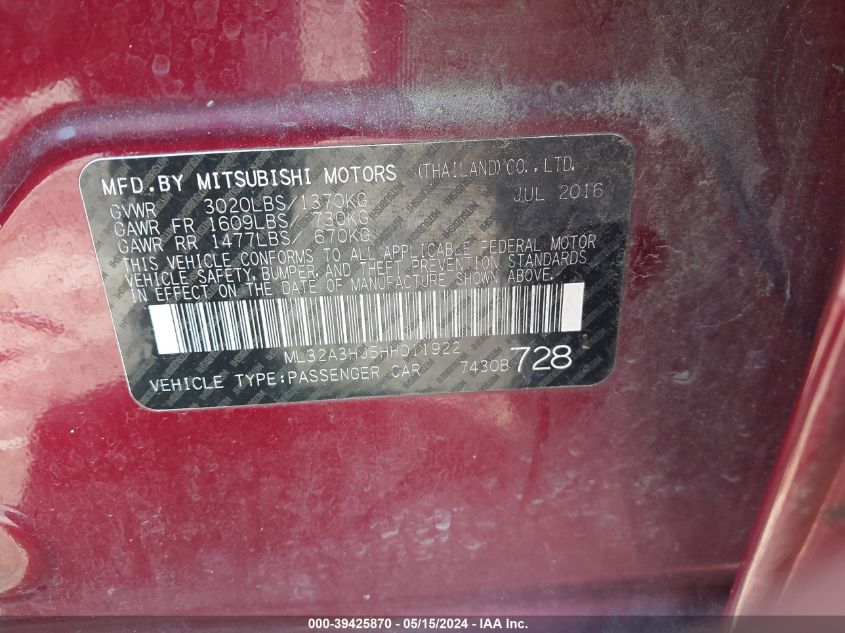 MFD.BY MITSUBISHI MOTORS (THAILAND) CO., LTD.
GVWR 3020LBS/1370KG JUL 2016
GAWR FR 1609LBS/ 730KG
GAWR RR 1477LBS/ 670KG
THIS VEHICLE CONFORMS TO ALL APPLICABLE FEDERAL MOTOR
VEHICLE SAFETY, BUMPER, AND THEFT PREVENTION STANDARDS
IN EFFECT ON THE DATE OF MANUFACTURE SHOWN ABOVE.
ML32A3HJ5HH011922
VEHICLE TYPE:PASSENGER CAR 7430B 728
000-39425870 - 05/15/2024 - IAA Inc.